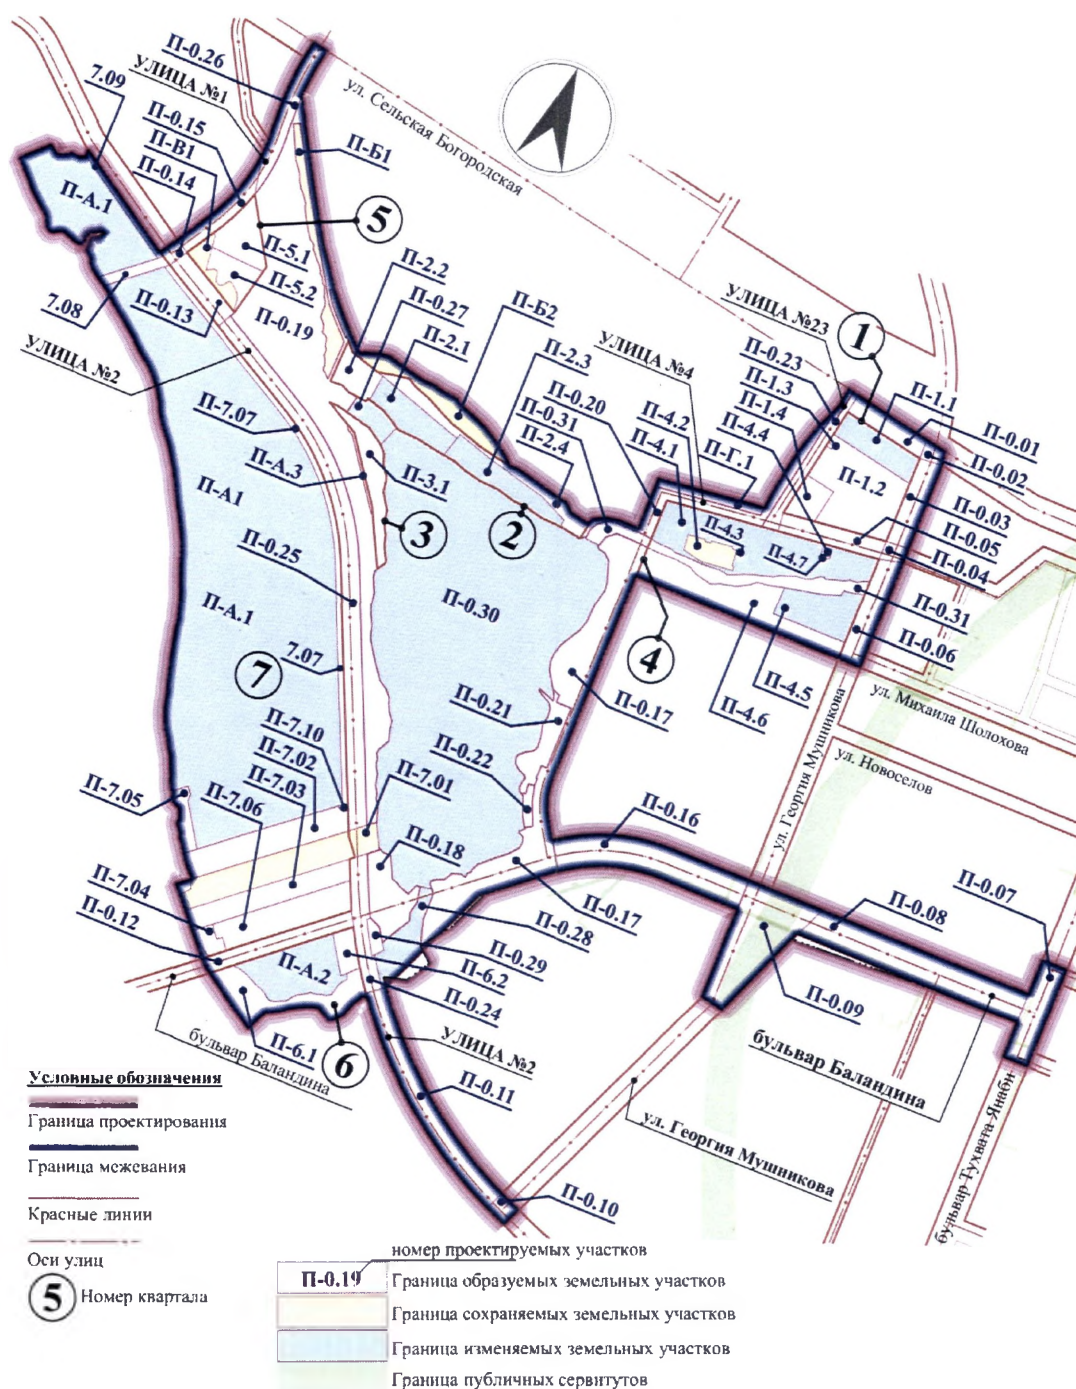 П-0.26
УЛИЦА №1
7.09
П-0.15
П-В1
П-0.14
П-Б1
ул. Сельская Богородская
П-А.1
5
П-5.1
П-5.2
П-2.2
П-0.27
П-2.1
П-Б2
П-2.3
7.08
П-0.13
П-0.19
УЛИЦА №2
УЛИЦА №23
1
УЛИЦА №4
П-0.23
П-1.3
П-1.4
П-4.4
П-1.1
П-0.01
П-0.02
П-0.20
П-0.31
П-2.4
П-4.2
П-4.1
П-Г.1
П-1.2
П-0.03
П-0.05
П-0.04
П-7.07
П-А.3
П-3.1
П-А1
3
2
П-4.3
П-4.7
П-0.25
П-0.30
П-А.1
П-0.31
П-0.06
4
7.07
7
П-4.5
П-4.6
П-0.17
П-0.21
ул. Михаила Шолохова
ул. Новоселов
ул. Георгия Мушникова
П-7.10
П-7.02
П-7.03
П-7.06
П-7.05
П-7.01
П-0.22
П-0.16
П-0.18
П-7.04
П-0.12
П-0.07
П-0.08
П-0.17
П-0.28
П-0.29
П-А.2
П-6.2
П-0.24
П-0.09
П-6.1
6
УЛИЦА №2
бульвар Баландина
бульвар Баландина
П-0.11
П-0.10
ул. Георгия Мушникова
бульвар Тухвата Янаби
Условные обозначения
Граница проектирования
Граница межевания
Красные линии
Оси улиц
5 Номер квартала
номер проектируемых участков
П-0.19 Граница образуемых земельных участков
Граница сохраняемых земельных участков
Граница изменяемых земельных участков
Граница публичных сервитутов